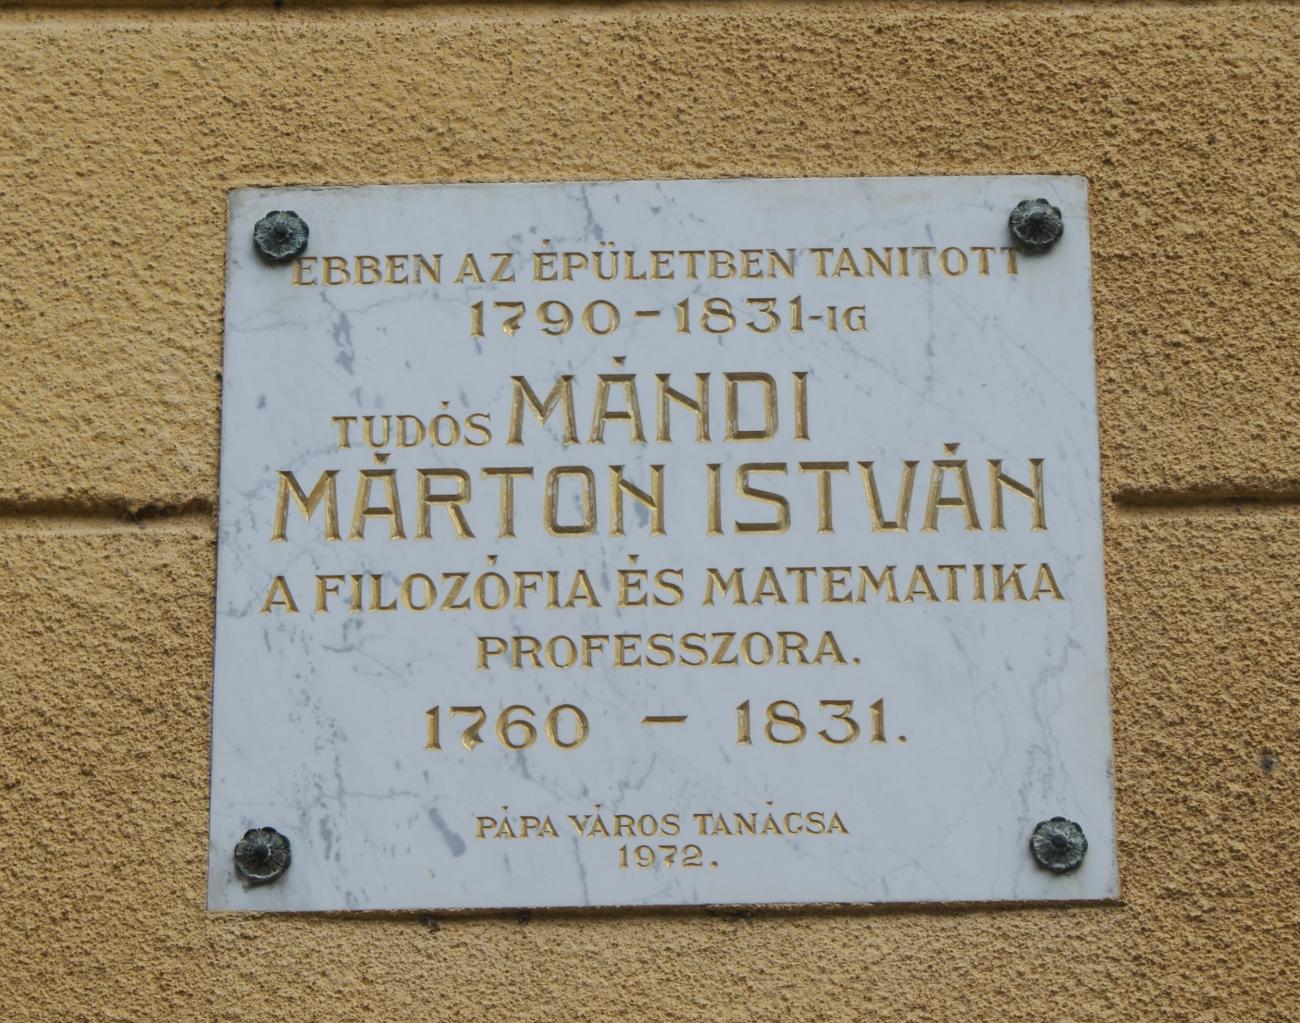 EBBEN AZ ÉPÜLETBEN TANITOTT
1790-1831-IG
TUDÓS MÁNDI
MÁRTON ISTVÁN
A FILOZÓFIA ÉS MATEMATIKA
PROFESSZORA.
1760 - 1831.
PÁPA VÁROS TANÁCSA
1972.